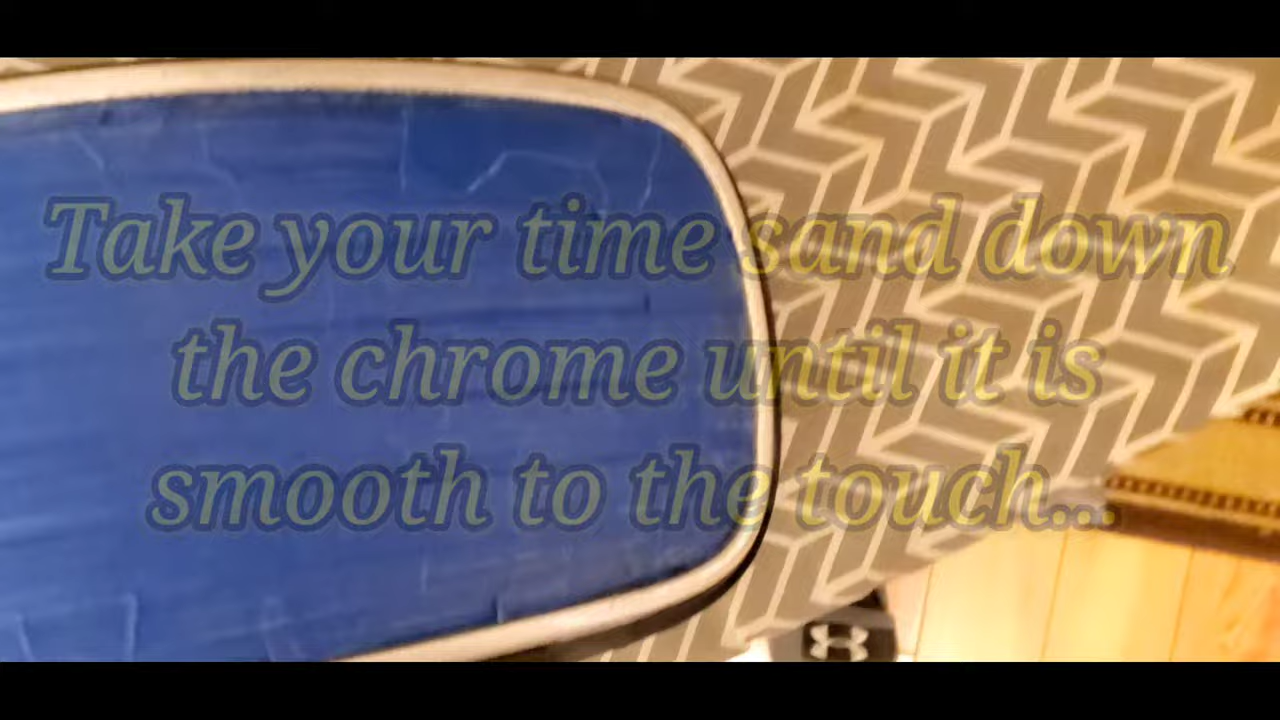 Take your time sand down
the chrome until it is
smooth to the touch...